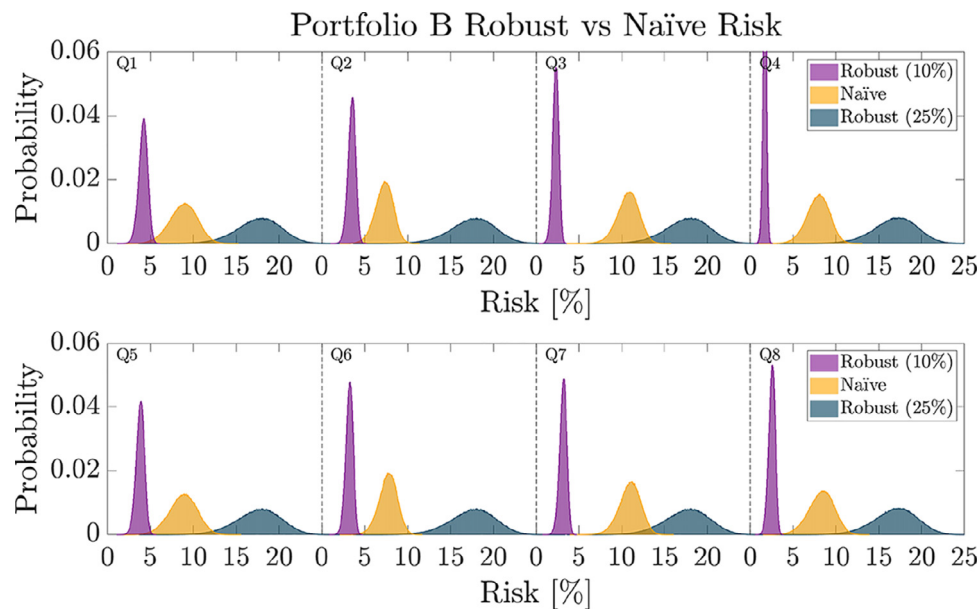 Portfolio B Robust vs Naïve Risk
Probability
0.06
0.04
0.02
0
Q1
Q2
Q3
Q4
Robust (10%)
Naïve
Robust (25%)
5 10 15 20 0 5 10 15 20 0 5 10 15 20 0 5 10 15 20 25
Risk [%]
Probability
0.06
0.04
0.02
0
Q5
Q6
Q7
Q8
Robust (10%)
Naïve
Robust (25%)
5 10 15 20 0 5 10 15 20 0 5 10 15 20 0 5 10 15 20 25
Risk [%]